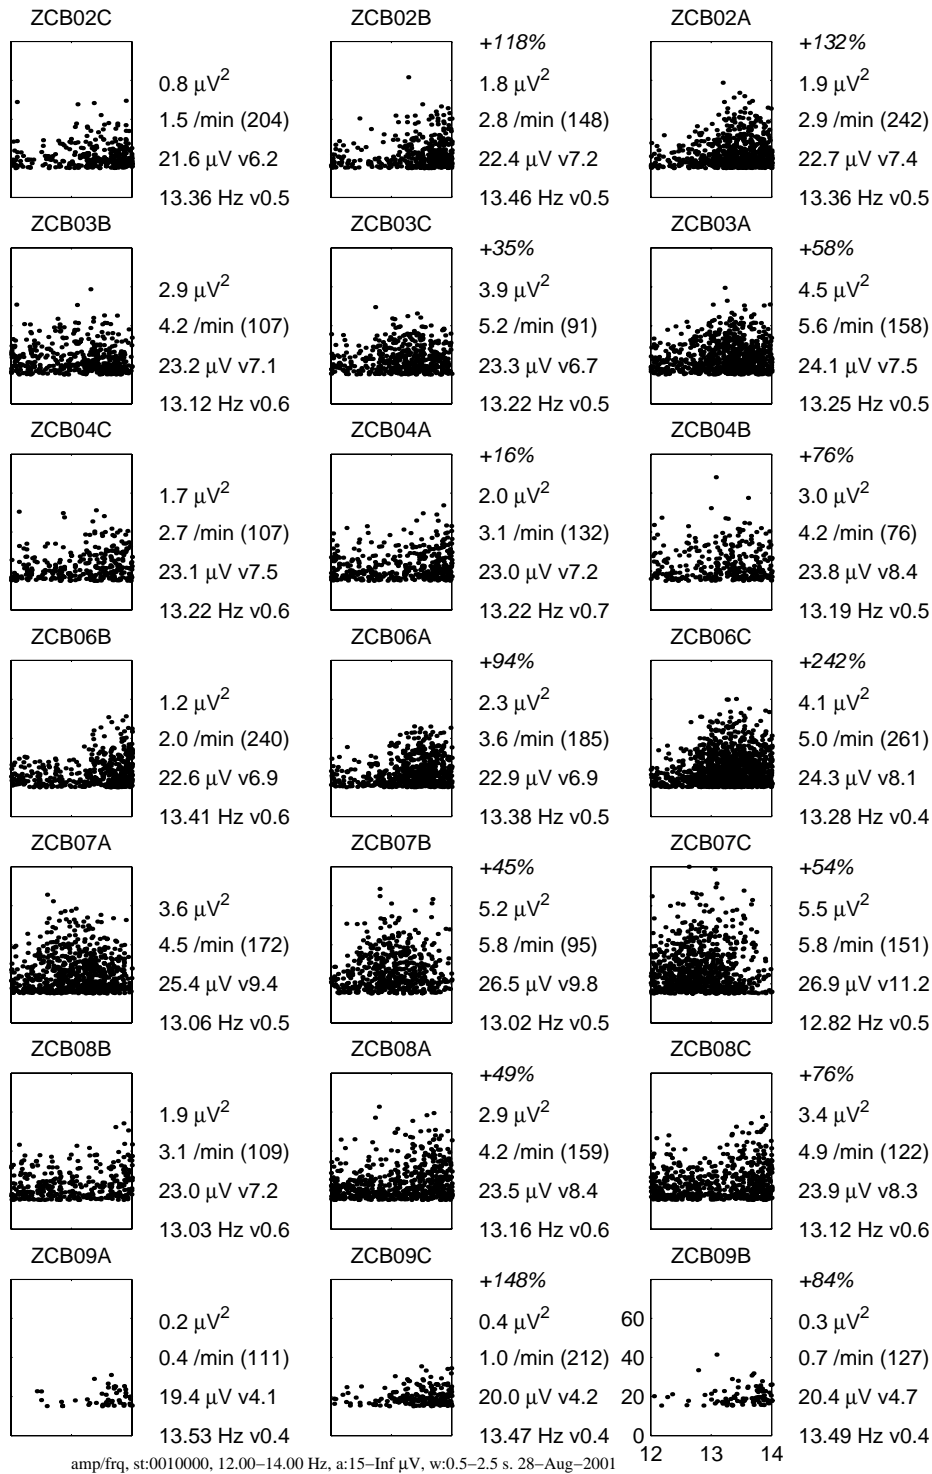 ZCB02C ZCB02B ZCB02A
+118% +132%
0.8 µV² 1.8 µV² 1.9 µV²
1.5 /min (204) 2.8 /min (148) 2.9 /min (242)
21.6 µV v6.2 22.4 µV v7.2 22.7 µV v7.4
13.36 Hz v0.5 13.46 Hz v0.5 13.36 Hz v0.5
ZCB03B ZCB03C ZCB03A
+35% +58%
2.9 µV² 3.9 µV² 4.5 µV²
4.2 /min (107) 5.2 /min (91) 5.6 /min (158)
23.2 µV v7.1 23.3 µV v6.7 24.1 µV v7.5
13.12 Hz v0.6 13.22 Hz v0.5 13.25 Hz v0.5
ZCB04C ZCB04A ZCB04B
+16% +76%
1.7 µV² 2.0 µV² 3.0 µV²
2.7 /min (107) 3.1 /min (132) 4.2 /min (76)
23.1 µV v7.5 23.0 µV v7.2 23.8 µV v8.4
13.22 Hz v0.6 13.22 Hz v0.7 13.19 Hz v0.5
ZCB06B ZCB06A ZCB06C
+94% +242%
1.2 µV² 2.3 µV² 4.1 µV²
2.0 /min (240) 3.6 /min (185) 5.0 /min (261)
22.6 µV v6.9 22.9 µV v6.9 24.3 µV v8.1
13.41 Hz v0.6 13.38 Hz v0.5 13.28 Hz v0.4
ZCB07A ZCB07B ZCB07C
+45% +54%
3.6 µV² 5.2 µV² 5.5 µV²
4.5 /min (172) 5.8 /min (95) 5.8 /min (151)
25.4 µV v9.4 26.5 µV v9.8 26.9 µV v11.2
13.06 Hz v0.5 13.02 Hz v0.5 12.82 Hz v0.5
ZCB08B ZCB08A ZCB08C
+49% +76%
1.9 µV² 2.9 µV² 3.4 µV²
3.1 /min (109) 4.2 /min (159) 4.9 /min (122)
23.0 µV v7.2 23.5 µV v8.4 23.9 µV v8.3
13.03 Hz v0.6 13.16 Hz v0.6 13.12 Hz v0.6
ZCB09A ZCB09C ZCB09B
+148% +84%
0.2 µV² 0.4 µV² 60 0.3 µV²
0.4 /min (111) 1.0 /min (212) 40 0.7 /min (127)
19.4 µV v4.1 20.0 µV v4.2 20 20.4 µV v4.7
13.53 Hz v0.4 13.47 Hz v0.4 0 13.49 Hz v0.4
12 13 14
amp/frq, st:0010000, 12.00−14.00 Hz, a:15−Inf µV, w:0.5−2.5 s. 28−Aug−2001